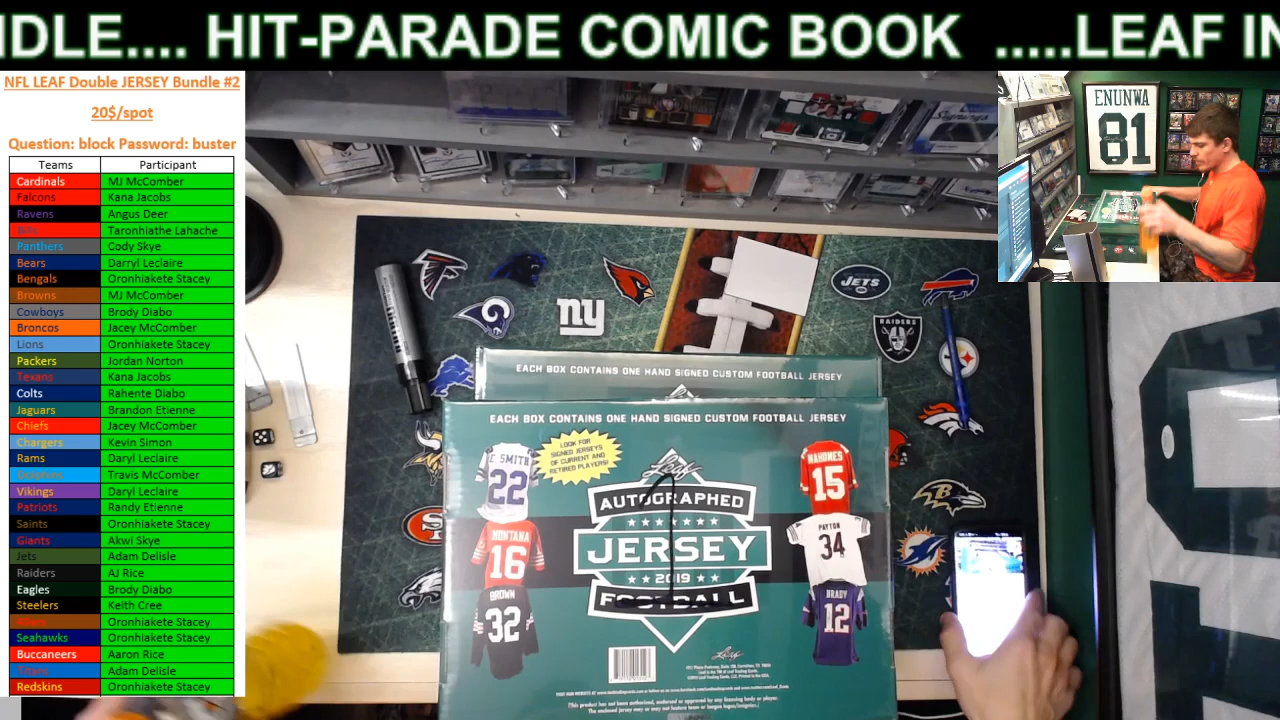 NDLE.... HIT-PARADE COMIC BOOK .....LEAF IN
NFL LEAF Double JERSEY Bundle #2
20$/spot
Question: block Password: buster
Teams Participant
Cardinals MJ McComber
Falcons Kana Jacobs
Ravens Angus Deer
Bills Taronhiathe Lahache
Panthers Cody Skye
Bears Darryl Leclaire
Bengals Oronhiakete Stacey
Browns MJ McComber
Cowboys Brody Diabo
Broncos Jacey McComber
Lions Oronhiakete Stacey
Packers Jordan Norton
Texans Kana Jacobs
Colts Rahente Diabo
Jaguars Brandon Etienne
Chiefs Jacey McComber
Chargers Kevin Simon
Rams Daryl Leclaire
Dolphins Travis McComber
Vikings Daryl Leclaire
Patriots Randy Etienne
Saints Oronhiakete Stacey
Giants Akwi Skye
Jets Adam Delisle
Raiders AJ Rice
Eagles Brody Diabo
Steelers Keith Cree
49ers Oronhiakete Stacey
Seahawks Oronhiakete Stacey
Buccaneers Aaron Rice
Titans Adam Delisle
Redskins Oronhiakete Stacey
ENUNWA
81
ny
JETS
RAIDERS
EACH BOX CONTAINS ONE HAND SIGNED CUSTOM FOOTBALL JERSEY
EACH BOX CONTAINS ONE HAND SIGNED CUSTOM FOOTBALL JERSEY
LOOK FOR
SIGNED JERSEYS
OF CURRENT AND
RETIRED PLAYERS!
Leaf
AUTOGRAPHED
JERSEY
2019
FOOTBALL
1
E SMITH
22
MONTANA
16
BROWN
32
MAHOMES
15
PAYTON
34
BRADY
12
Leaf